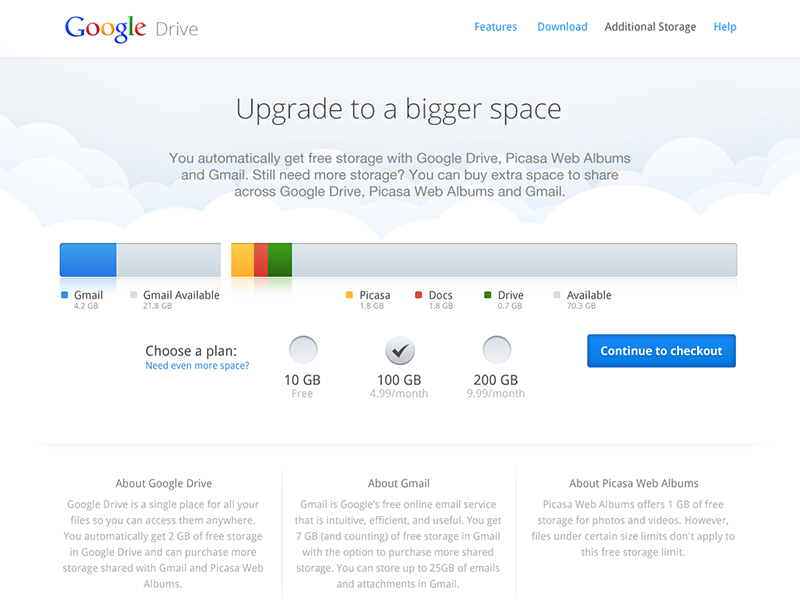 Google Drive
Features Download Additional Storage Help
Upgrade to a bigger space
You automatically get free storage with Google Drive, Picasa Web Albums
and Gmail. Still need more storage? You can buy extra space to share
across Google Drive, Picasa Web Albums and Gmail.
Gmail
4.2 GB
Gmail Available
21.8 GB
Picasa
1.8 GB
Docs
1.8 GB
Drive
0.7 GB
Available
70.3 GB
Choose a plan:
Need even more space?
10 GB
Free
100 GB
4.99/month
200 GB
9.99/month
Continue to checkout
About Google Drive
Google Drive is a single place for all your
files so you can access them anywhere.
You automatically get 2 GB of free storage
in Google Drive and can purchase more
storage shared with Gmail and Picasa Web
Albums.
About Gmail
Gmail is Google's free online email service
that is intuitive, efficient, and useful. You get
7 GB (and counting) of free storage in Gmail
with the option to purchase more shared
storage. You can store up to 25GB of emails
and attachments in Gmail.
About Picasa Web Albums
Picasa Web Albums offers 1 GB of free
storage for photos and videos. However,
files under certain size limits don't apply to
this free storage limit.